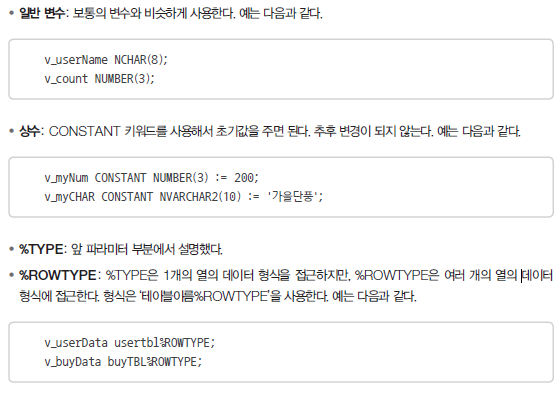 • 일반 변수: 보통의 변수와 비슷하게 사용한다. 예는 다음과 같다.
v_userName NCHAR(8);
v_count NUMBER(3);
• 상수: CONSTANT 키워드를 사용해서 초기값을 주면 된다. 추후 변경이 되지 않는다. 예는 다음과 같다.
v_myNum CONSTANT NUMBER(3) := 200;
v_myCHAR CONSTANT NVARCHAR2(10) := '가을단풍';
• %TYPE: 앞 파라미터 부분에서 설명했다.
• %ROWTYPE: %TYPE은 1개의 열의 데이터 형식을 접근하지만, %ROWTYPE은 여러 개의 열의 데이터
형식에 접근한다. 형식은 '테이블이름%ROWTYPE'을 사용한다. 예는 다음과 같다.
v_userData usertbl%ROWTYPE;
v_buyData buyTBL%ROWTYPE;